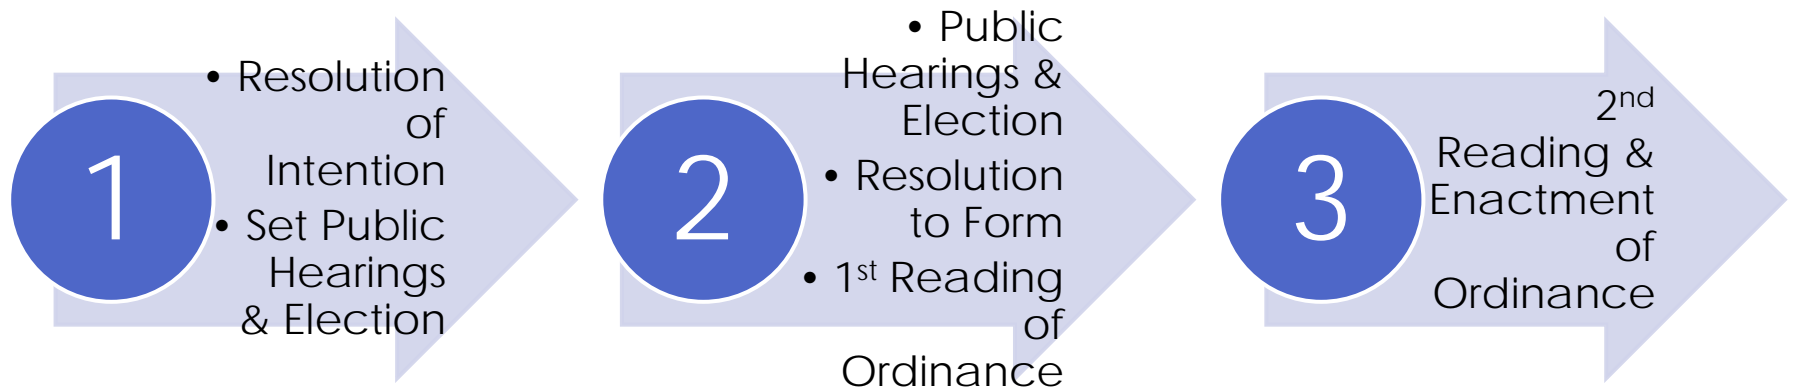 1
• Resolution
of
Intention
• Set Public
Hearings
& Election
2
• Public
Hearings &
Election
• Resolution
to Form
• 1st Reading
of
Ordinance
3
2nd
Reading &
Enactment
of
Ordinance